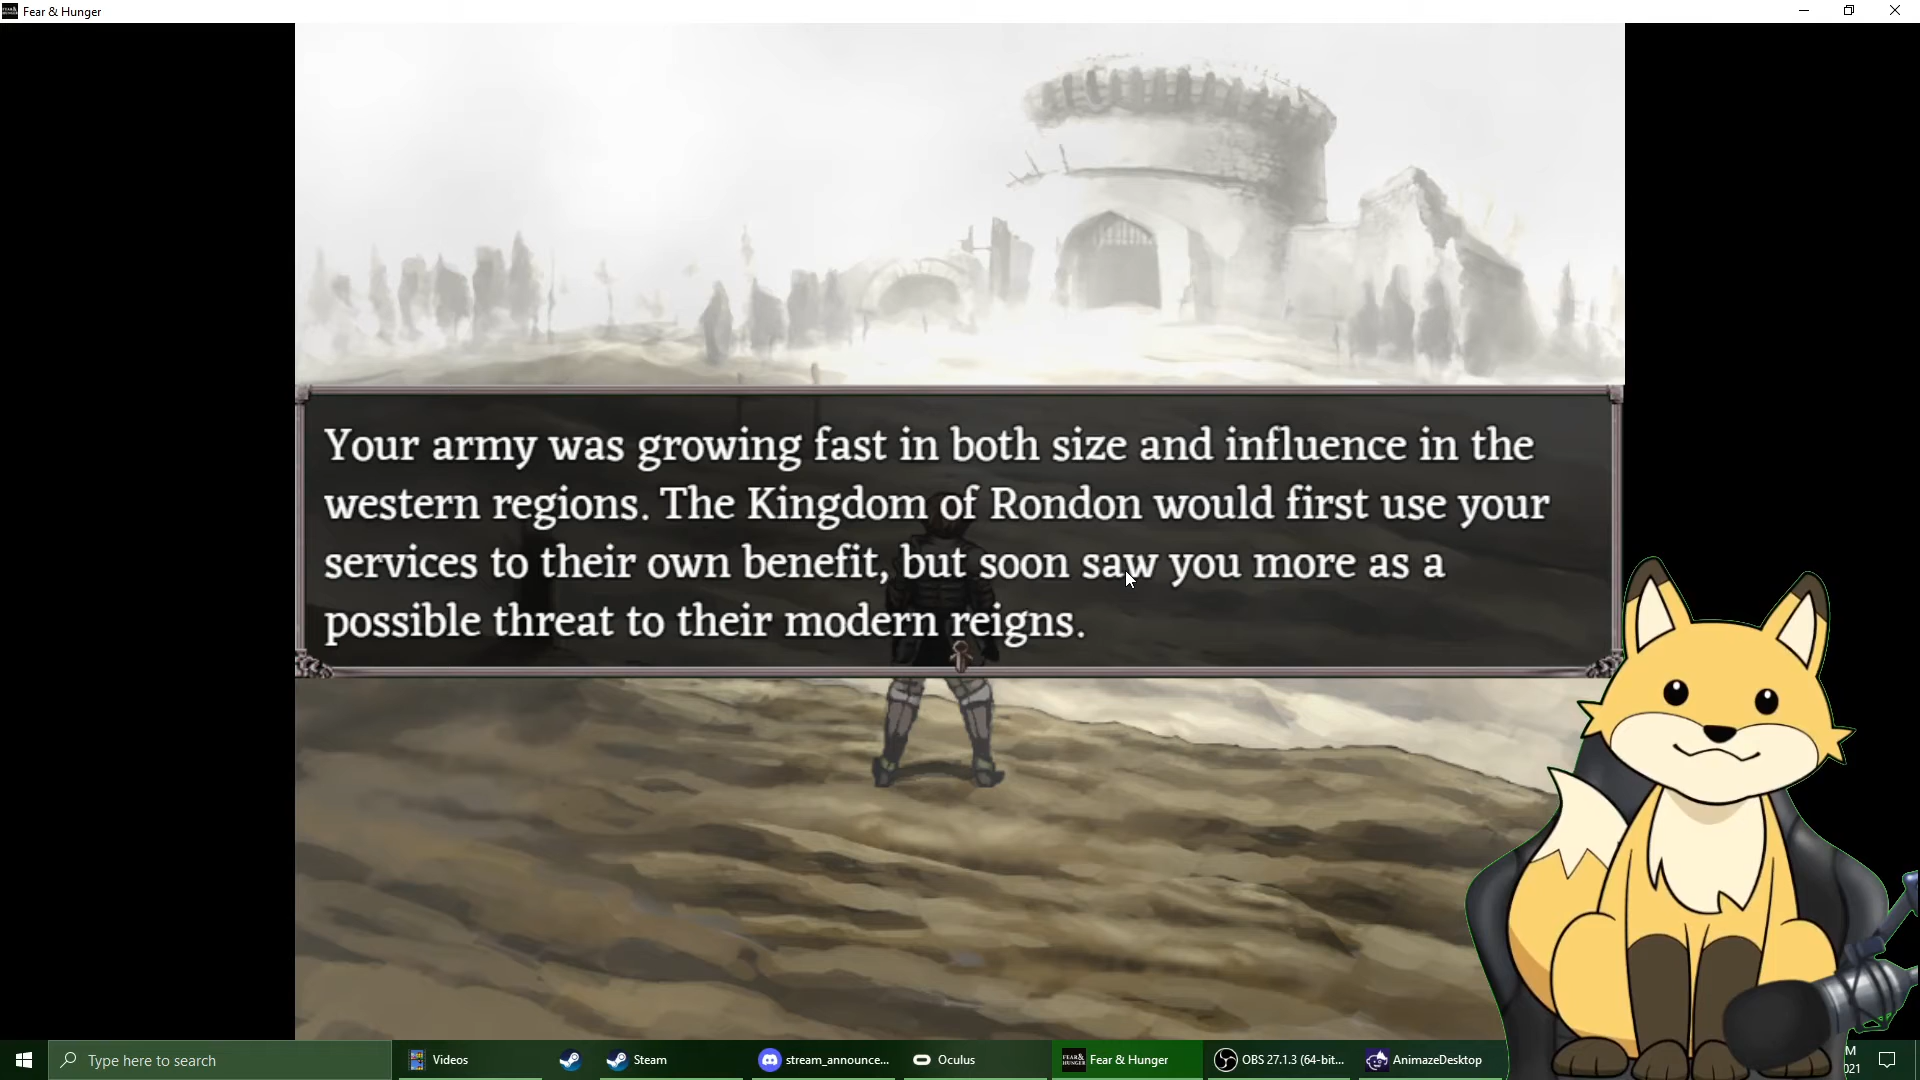 Fear & Hunger
Your army was growing fast in both size and influence in the
western regions. The Kingdom of Rondon would first use your
services to their own benefit, but soon saw you more as a
possible threat to their modern reigns.
Type here to search
Videos
Steam
stream_announce...
Oculus
FEAR & HUNGER
Fear & Hunger
OBS 27.1.3 (64-bit...
AnimazeDesktop
M
021